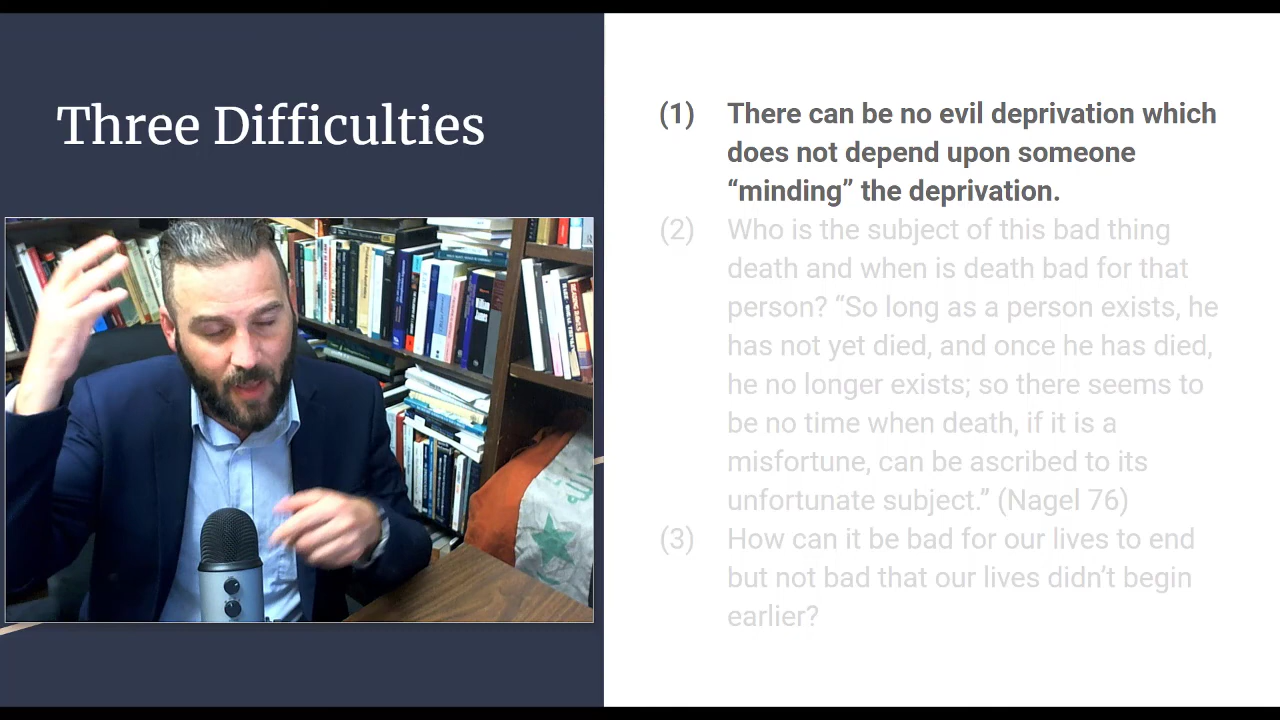 Three Difficulties
(1) There can be no evil deprivation which
does not depend upon someone
“minding” the deprivation.
(2) Who is the subject of this bad thing
death and when is death bad for that
person? “So long as a person exists, he
has not yet died, and once he has died,
he no longer exists; so there seems to
be no time when death, if it is a
misfortune, can be ascribed to its
unfortunate subject.” (Nagel 76)
(3) How can it be bad for our lives to end
but not bad that our lives didn’t begin
earlier?